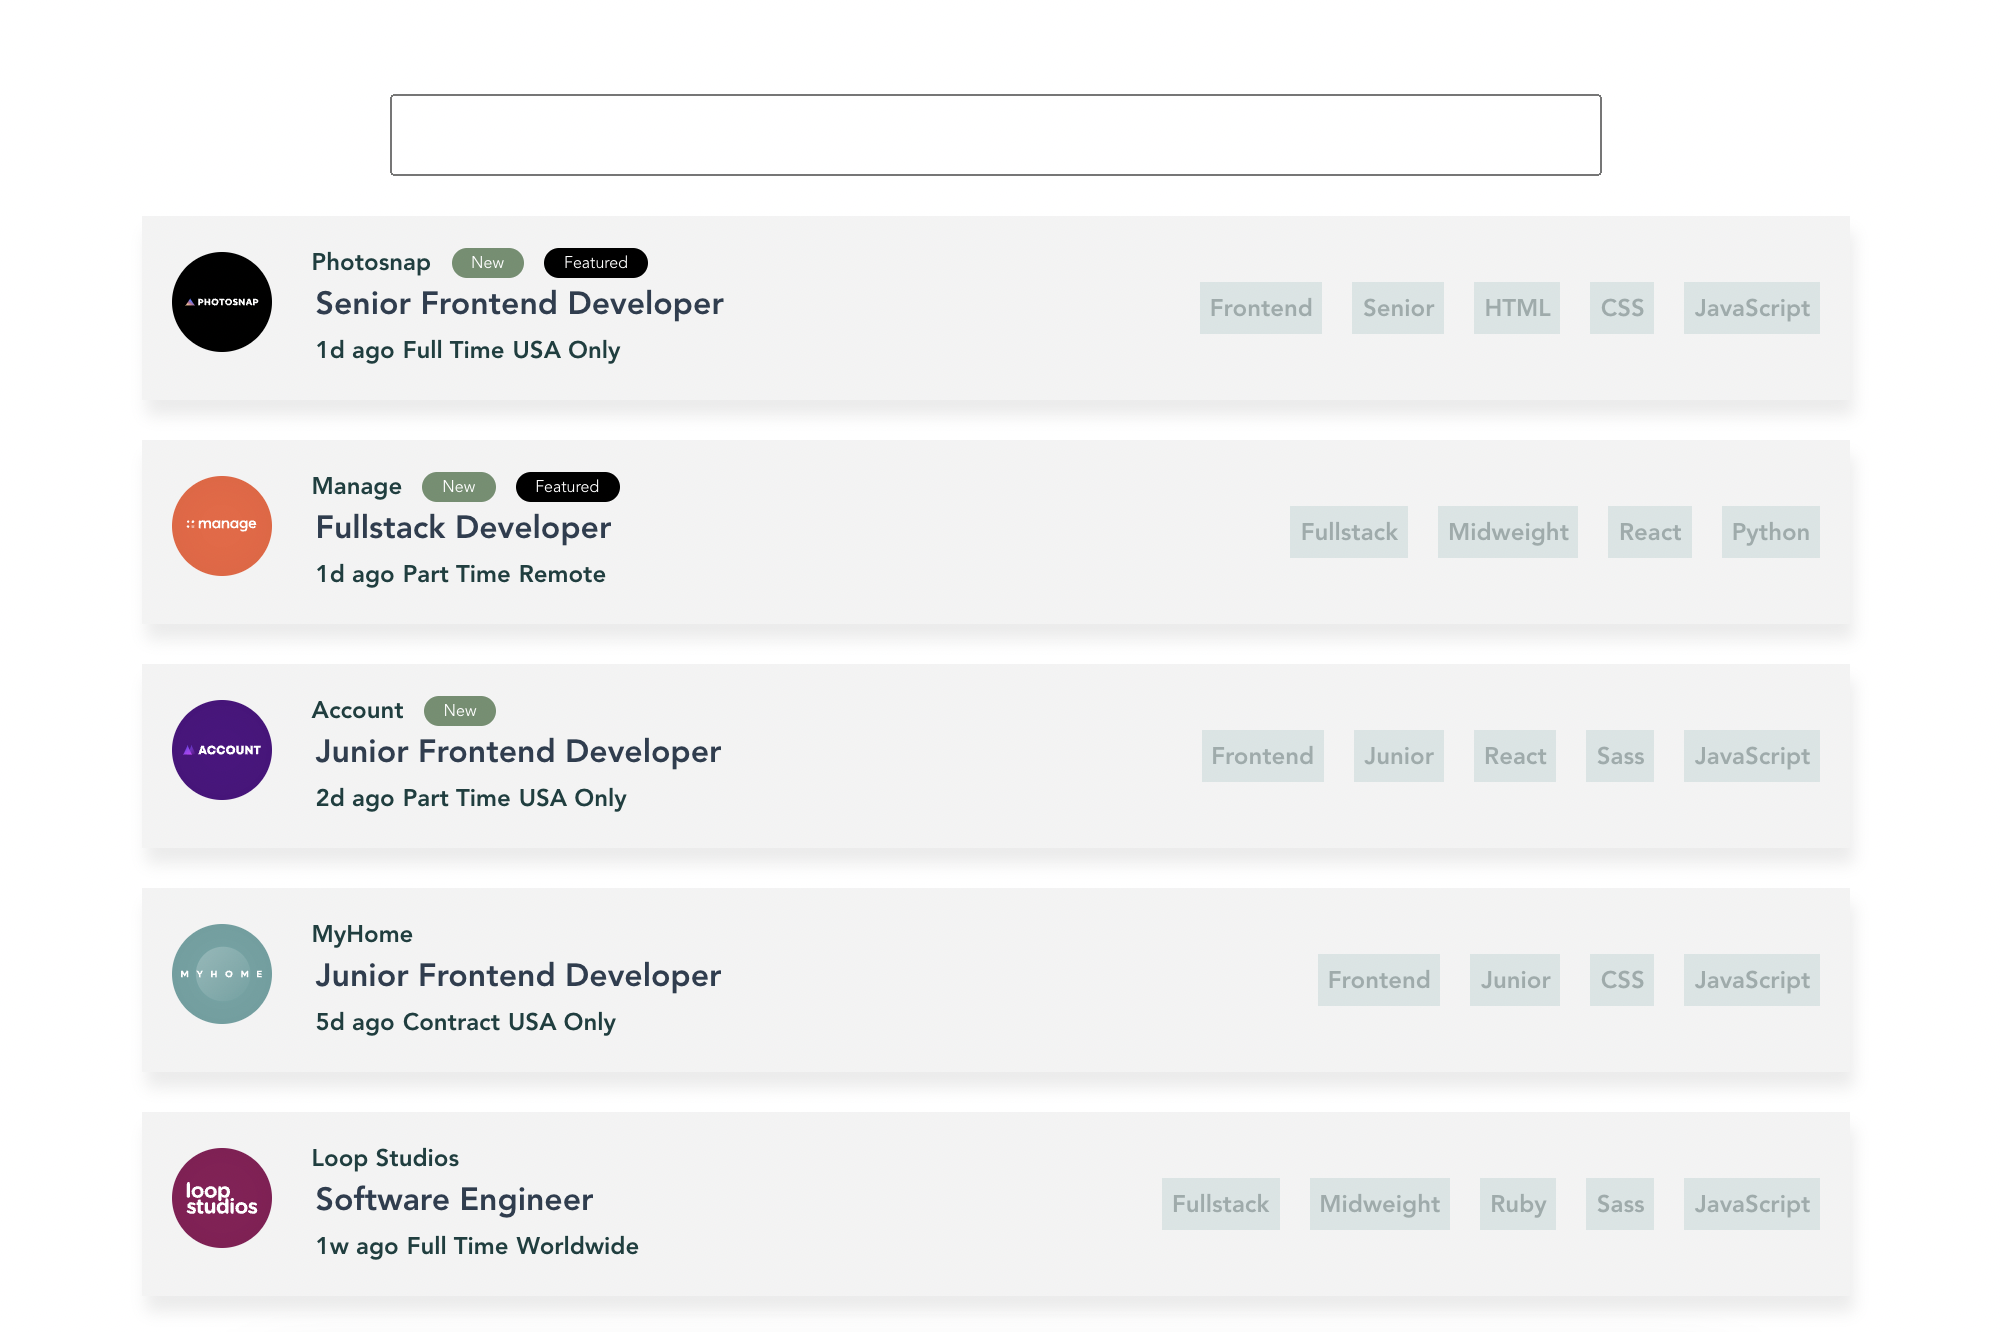 PHOTOSNAP
Photosnap New Featured
Senior Frontend Developer
1d ago Full Time USA Only
Frontend Senior HTML CSS JavaScript
manage
Manage New Featured
Fullstack Developer
1d ago Part Time Remote
Fullstack Midweight React Python
ACCOUNT
Account New
Junior Frontend Developer
2d ago Part Time USA Only
Frontend Junior React Sass JavaScript
MYHOME
MyHome
Junior Frontend Developer
5d ago Contract USA Only
Frontend Junior CSS JavaScript
loop
studios
Loop Studios
Software Engineer
1w ago Full Time Worldwide
Fullstack Midweight Ruby Sass JavaScript